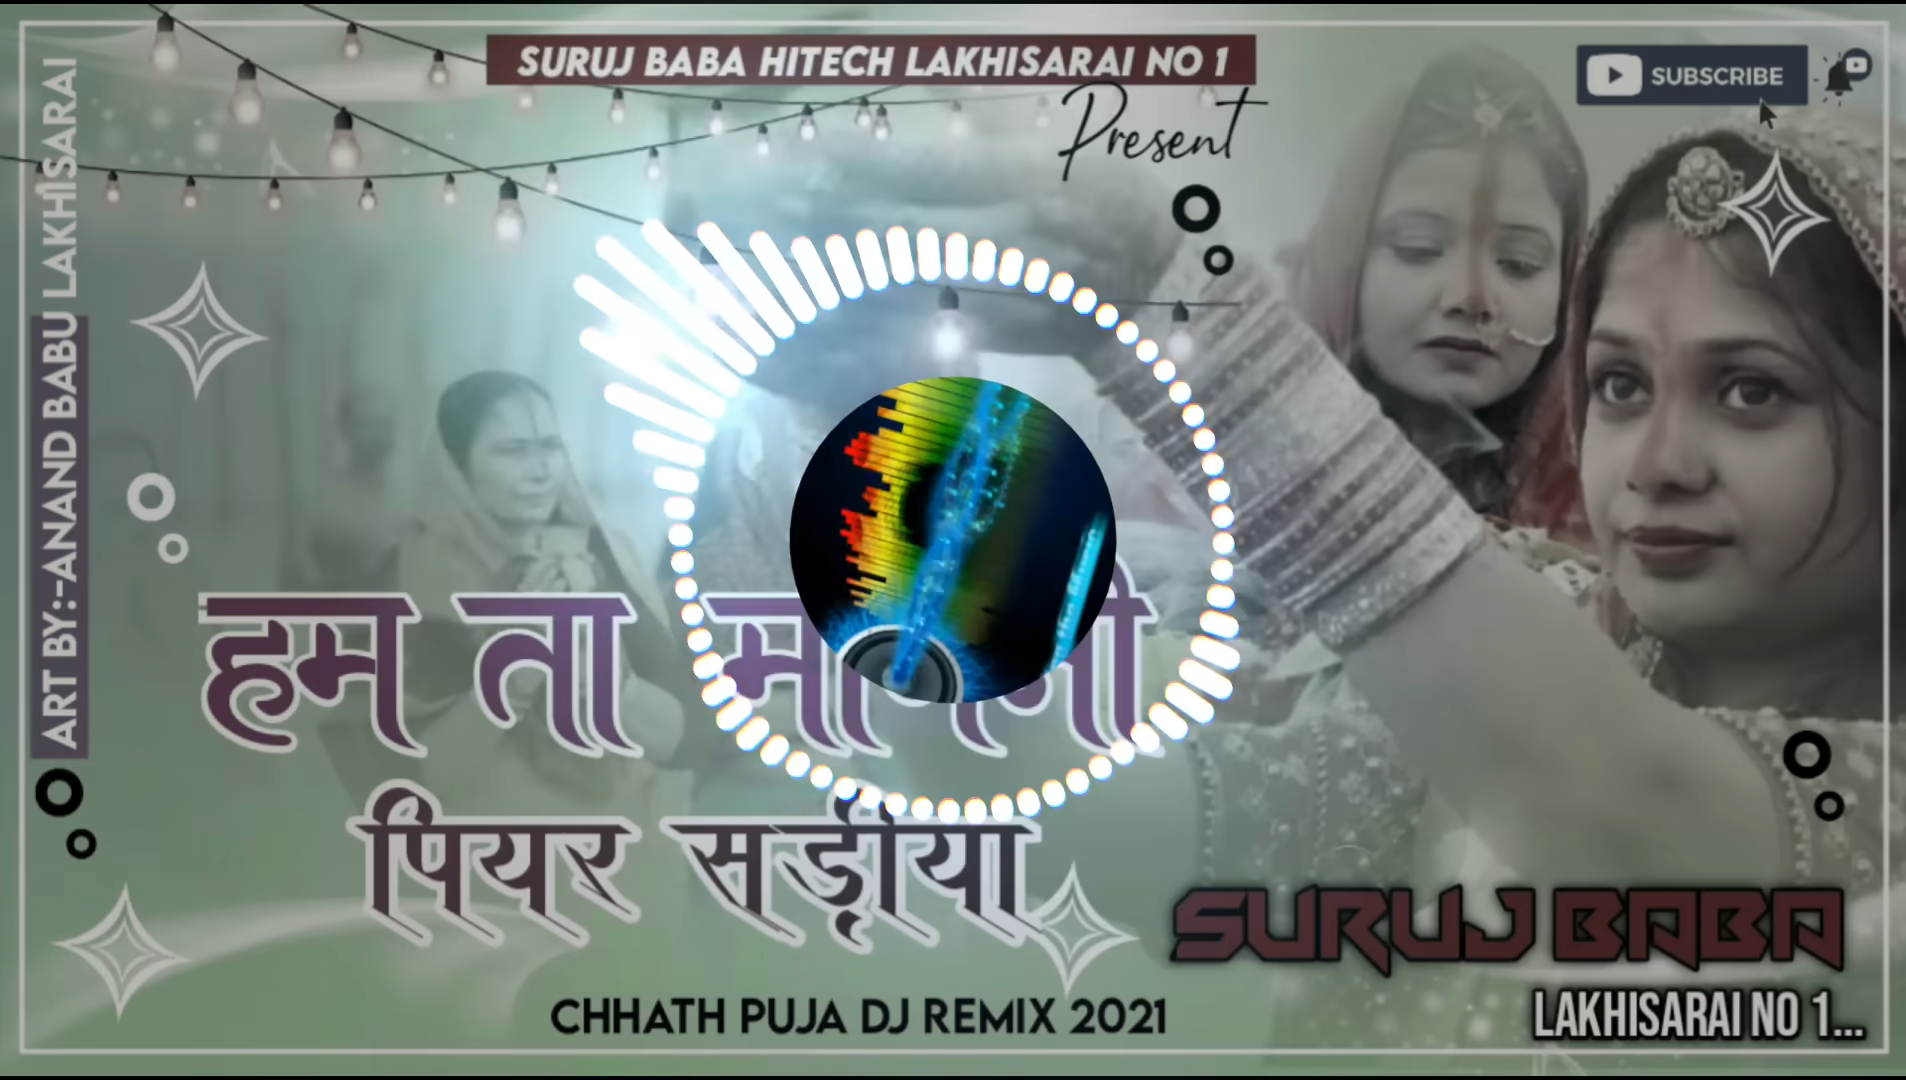 SURUJ BABA HITECH LAKHISARAI NO 1
Present
SUBSCRIBE
ART BY:-ANAND BABU LAKHISARAI
हम ता
पियर सड़ीया
SURUJ BABA
LAKHISARAI NO 1...
CHHATH PUJA DJ REMIX 2021